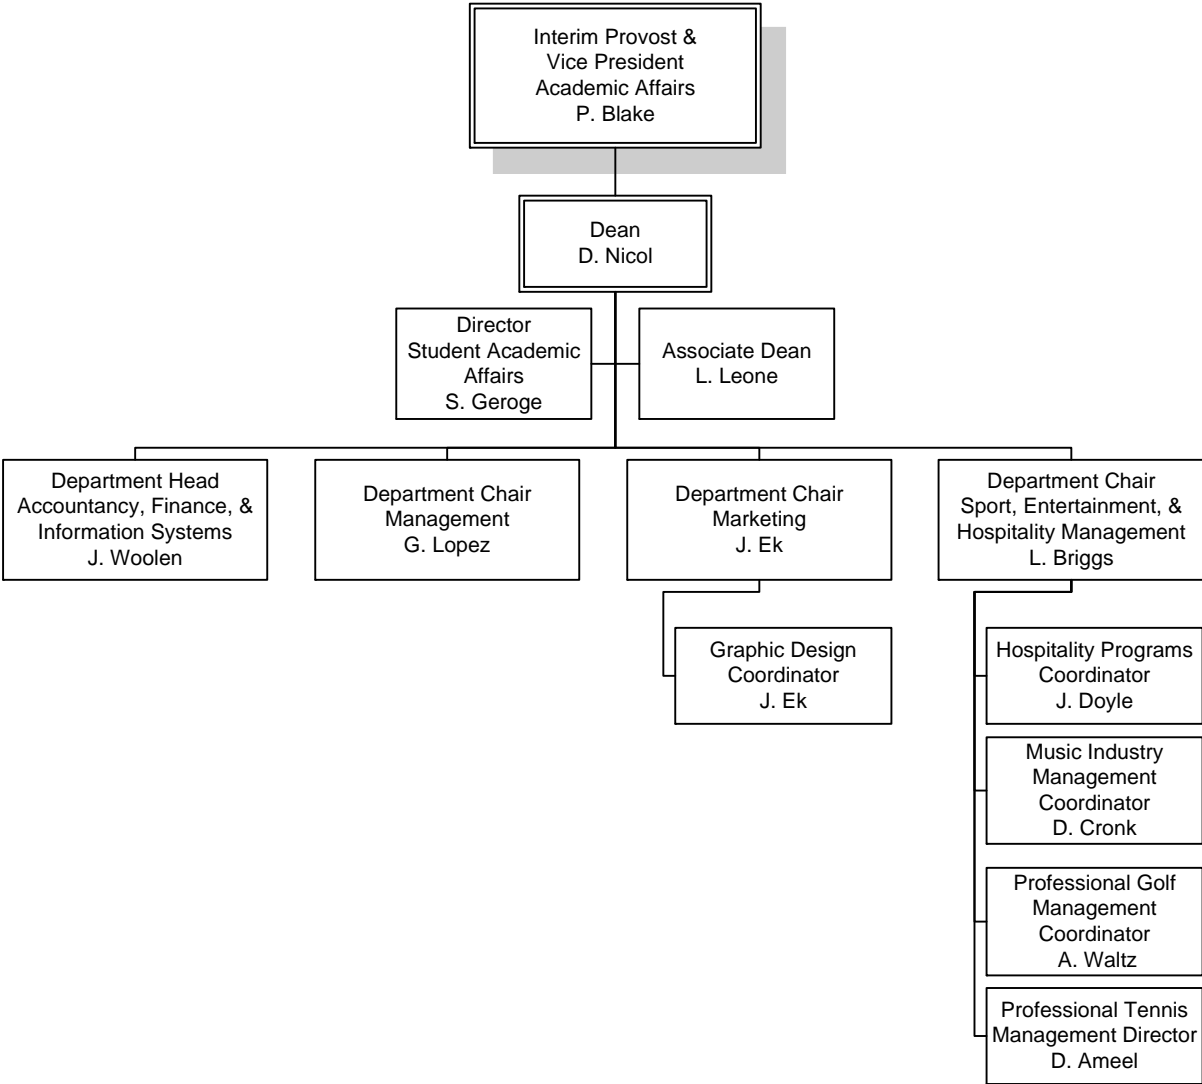 Interim Provost &
Vice President
Academic Affairs
P. Blake
Dean
D. Nicol
Director
Student Academic
Affairs
S. Geroge
Associate Dean
L. Leone
Department Head
Accountancy, Finance, &
Information Systems
J. Woolen
Department Chair
Management
G. Lopez
Department Chair
Marketing
J. Ek
Department Chair
Sport, Entertainment, &
Hospitality Management
L. Briggs
Graphic Design
Coordinator
J. Ek
Hospitality Programs
Coordinator
J. Doyle
Music Industry
Management
Coordinator
D. Cronk
Professional Golf
Management
Coordinator
A. Waltz
Professional Tennis
Management Director
D. Ameel